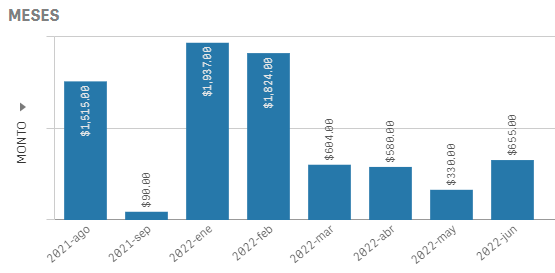 MESES
MONTO
$1,515.00
$90.00
$1,937.00
$1,824.00
$604.00
$580.00
$330.00
$655.00
2021-ago
2021-sep
2022-ene
2022-feb
2022-mar
2022-abr
2022-may
2022-jun